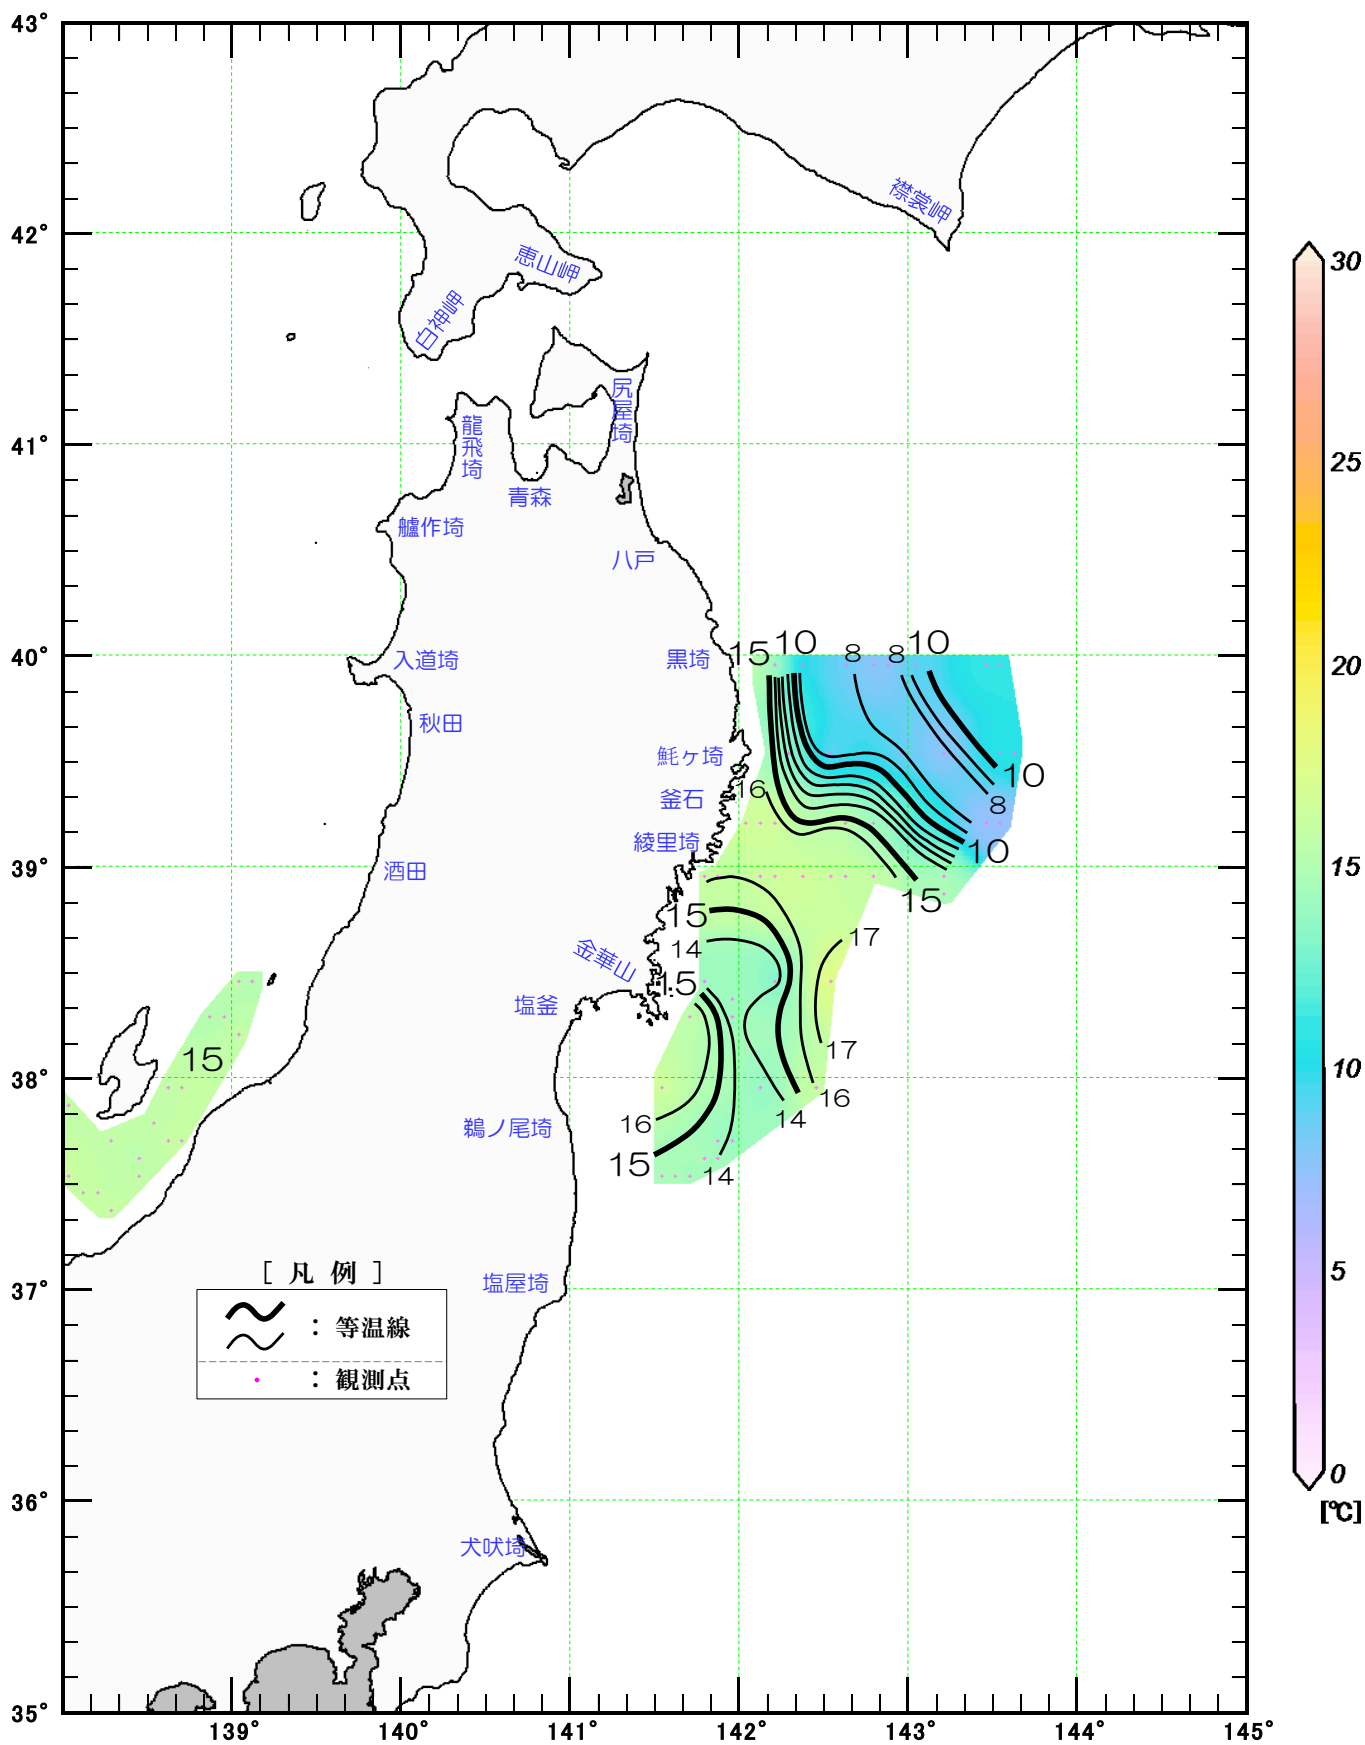 43°
襟裳岬
42°
恵山岬
30
白神岬
尻屋埼
龍飛埼
41°
25
青森
艫作埼
八戸
40°
入道埼
黒埼
15
10
8
8
10
20
秋田
魹ヶ埼
10
16
釜石
8
綾里埼
10
39°
酒田
15
15
15
17
14
金華山
15
塩釜
15
17
38°
10
16
14
16
鵜ノ尾埼
15
14
5
[ 凡 例 ]
37°
塩屋埼
: 等温線
: 観測点
0
36°
[℃]
犬吠埼
35°
139°
140°
141°
142°
143°
144°
145°